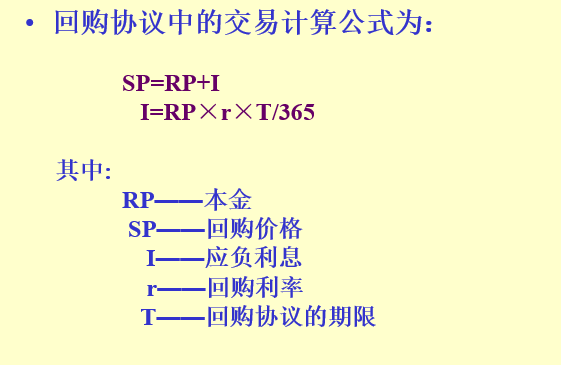 • 回购协议中的交易计算公式为：
SP=RP+I
I=RP×r×T/365
其中:
RP——本金
SP——回购价格
I——应负利息
r——回购利率
T——回购协议的期限